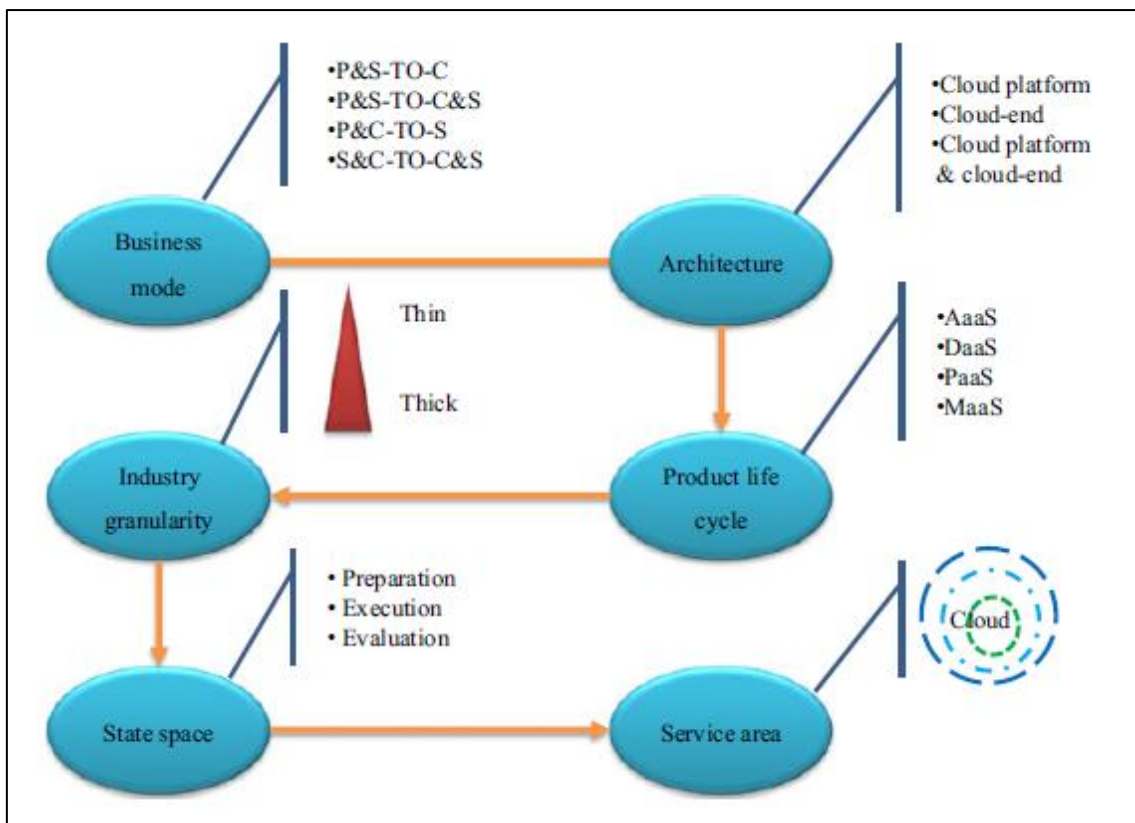 •P&S-TO-C
•P&S-TO-C&S
•P&C-TO-S
•S&C-TO-C&S
•Cloud platform
•Cloud-end
•Cloud platform
& cloud-end
Business
mode
Architecture
Thin
Thick
•AaaS
•DaaS
•PaaS
•MaaS
Industry
granularity
Product life
cycle
• Preparation
• Execution
• Evaluation
Cloud
State space
Service area